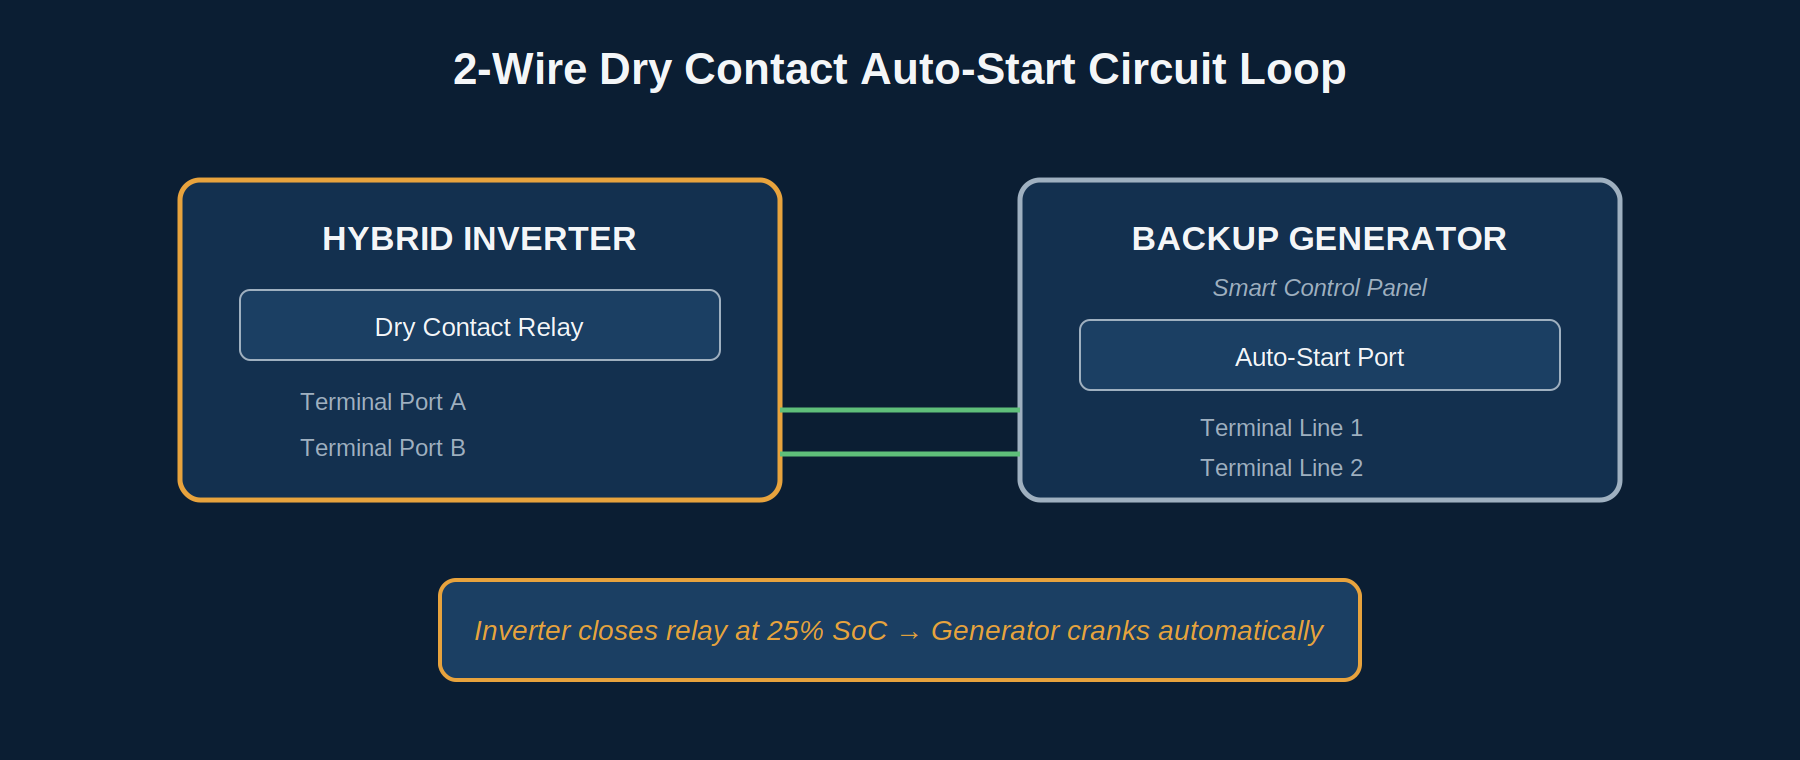 2-Wire Dry Contact Auto-Start Circuit Loop
HYBRID INVERTER
Dry Contact Relay
Terminal Port A
Terminal Port B
BACKUP GENERATOR
Smart Control Panel
Auto-Start Port
Terminal Line 1
Terminal Line 2
Inverter closes relay at 25% SoC → Generator cranks automatically